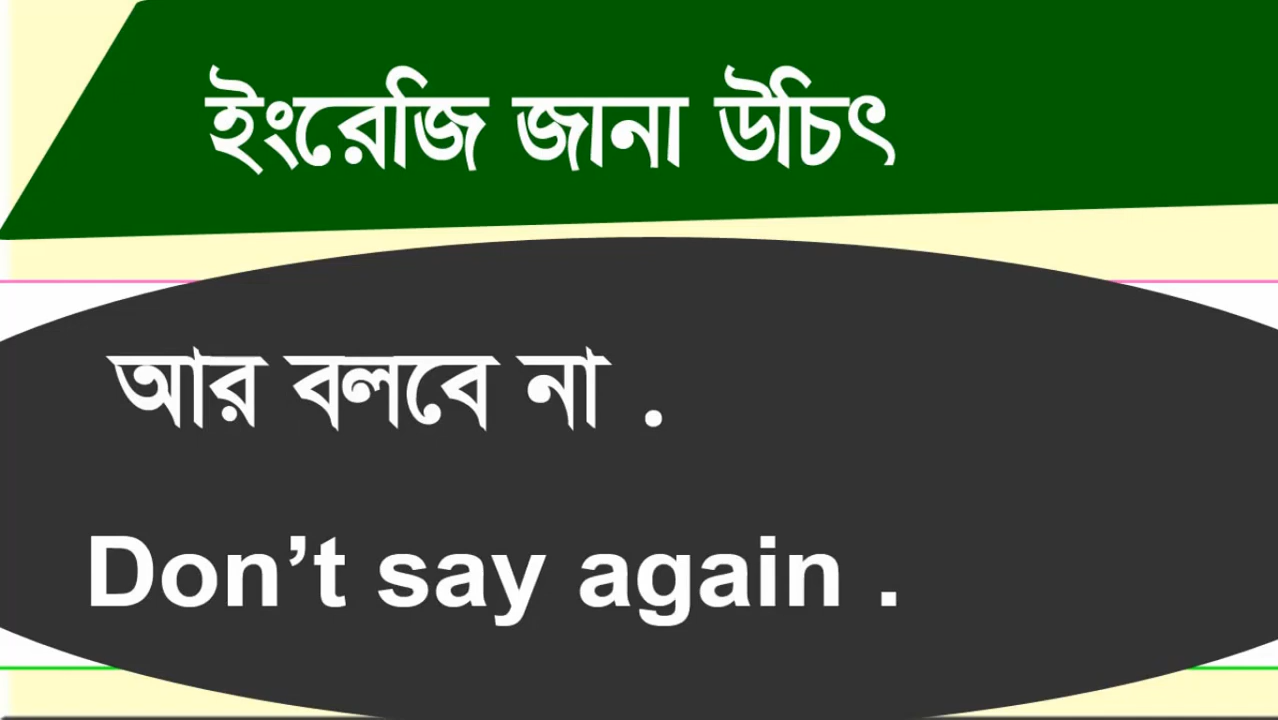 ইংরেজি জানা উচিৎ
আর বলবে না .
Don’t say again .